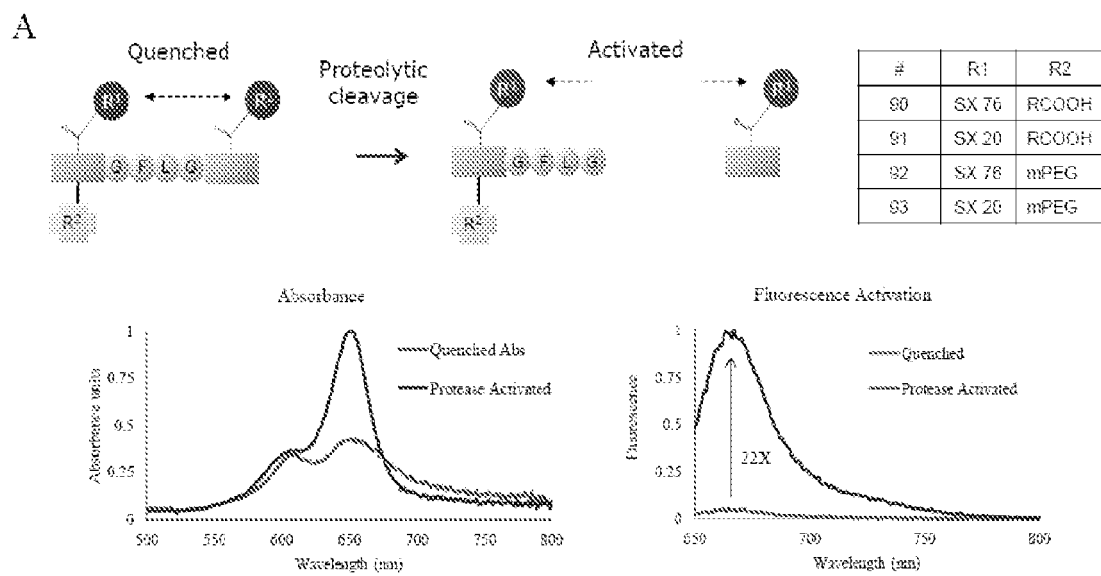 A
Quenched
Proteolytic
cleavage
Activated
G F L G
G F L G
# R1 R2
90 SX 76 RCOOH
91 SX 20 RCOOH
92 SX 76 mPEG
93 SX 20 mPEG
Absorbance
Absorbance units
1
0.75
0.5
0.25
0
500 550 600 650 700 750 800
Wavelength (nm)
Quenched Abs
Protease Activated
Fluorescence Activation
Fluorescence
1
0.75
0.5
0.25
0
650 700 750 800
Wavelength (nm)
Quenched
Protease Activated
22X